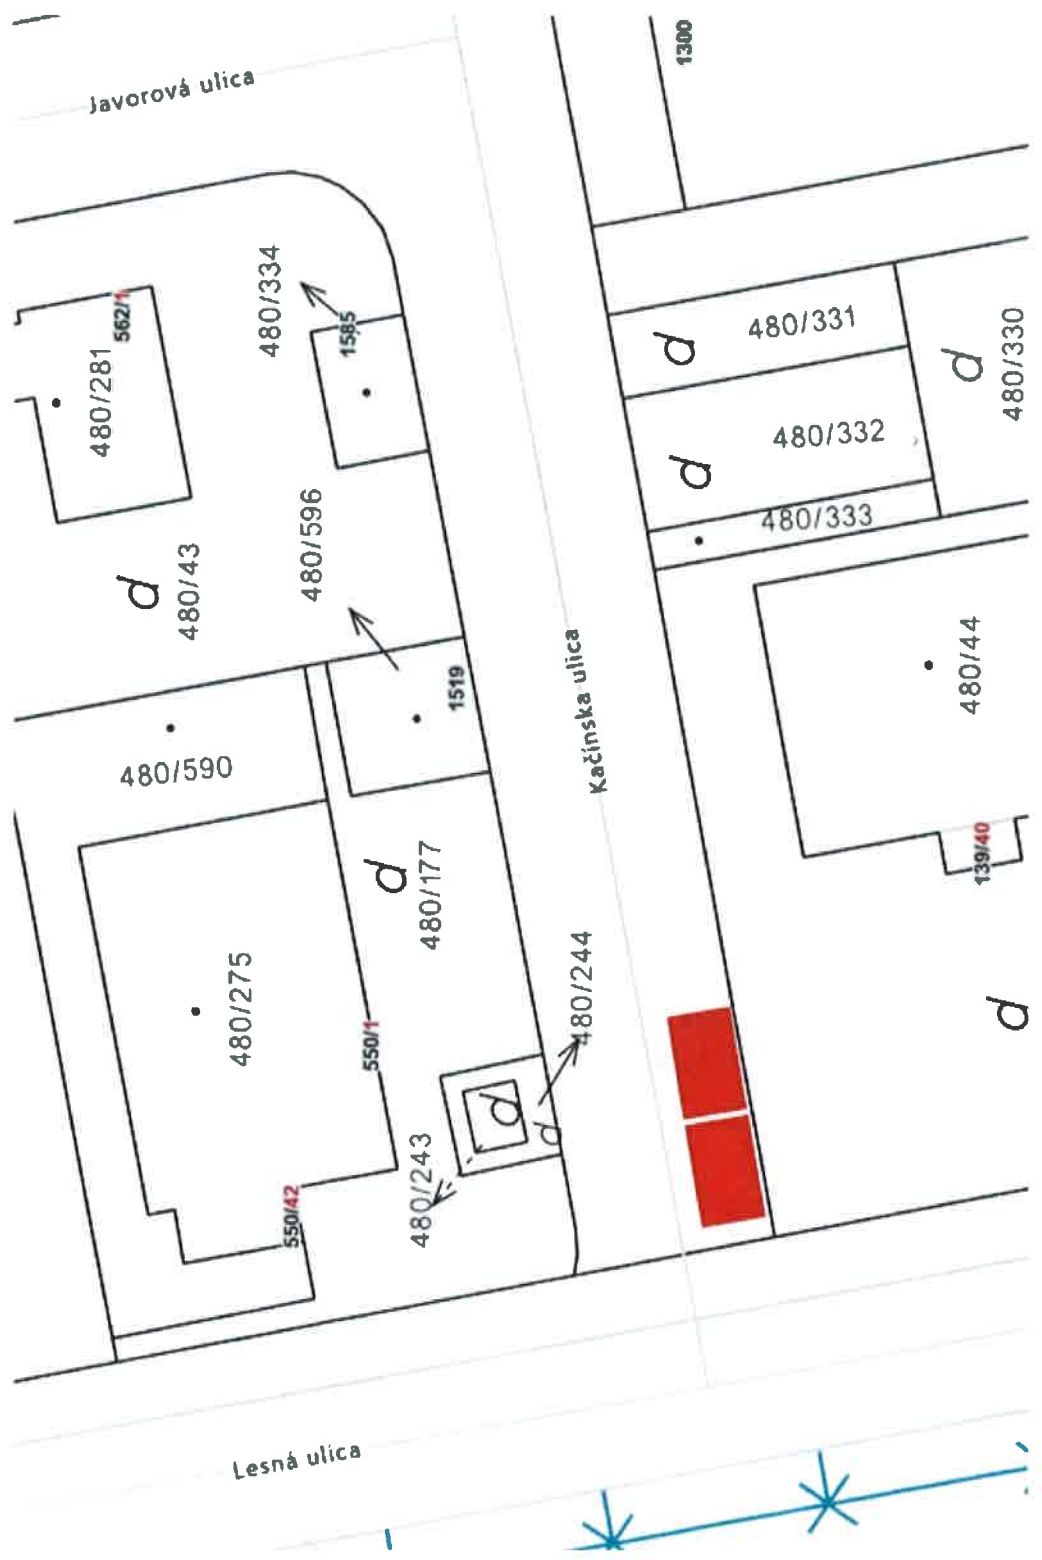 Javorová ulica
1300
480/334
562/1
480/281
1585
480/331
480/330
480/332
480/596
480/333
480/43
Kačínska ulica
480/44
1519
480/590
139/40
480/177
480/275
480/244
550/1
480/243
550/42
Lesná ulica
d
d
d
d
d
d
d
d